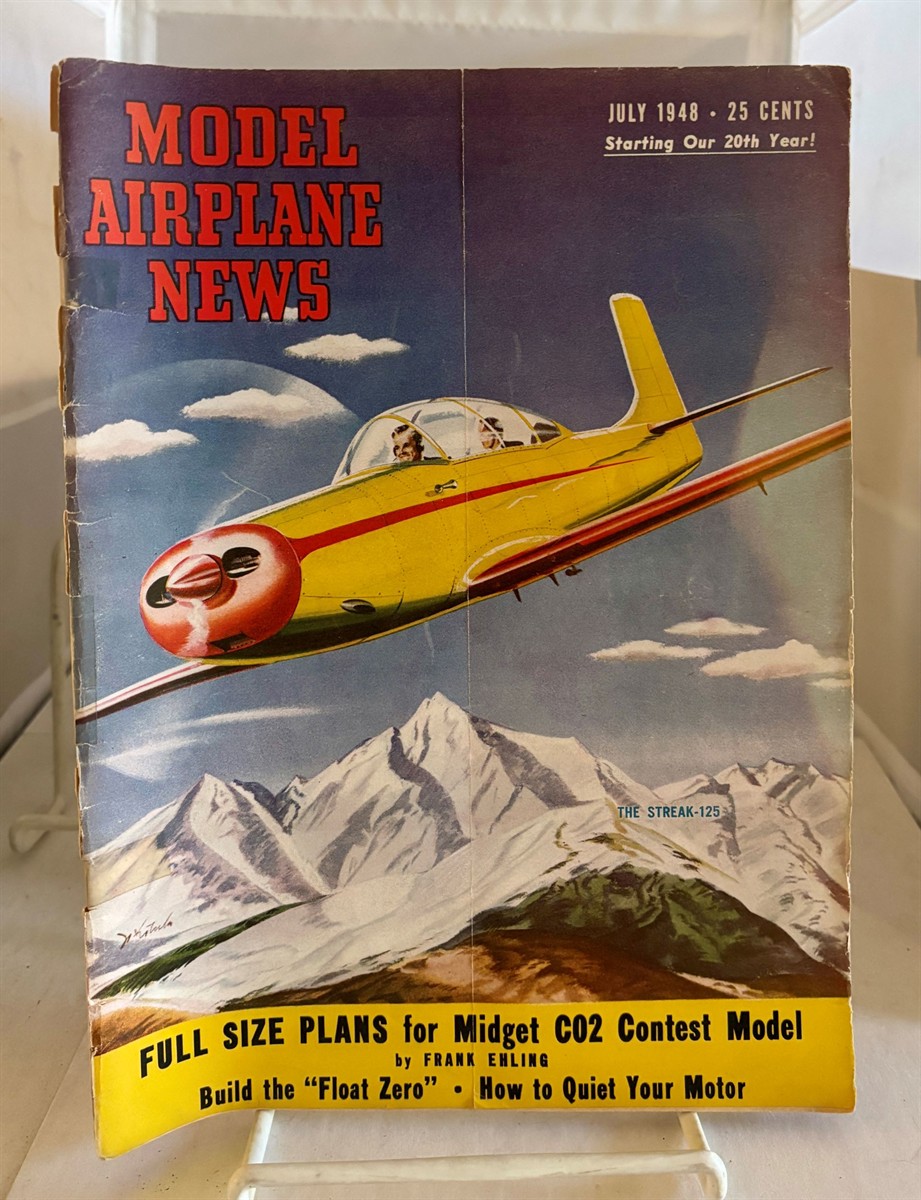 MODEL
AIRPLANE
NEWS
JULY 1948 • 25 CENTS
Starting Our 20th Year!
THE STREAK-125
FULL SIZE PLANS for Midget CO2 Contest Model
by FRANK EHLING
Build the "Float Zero" • How to Quiet Your Motor